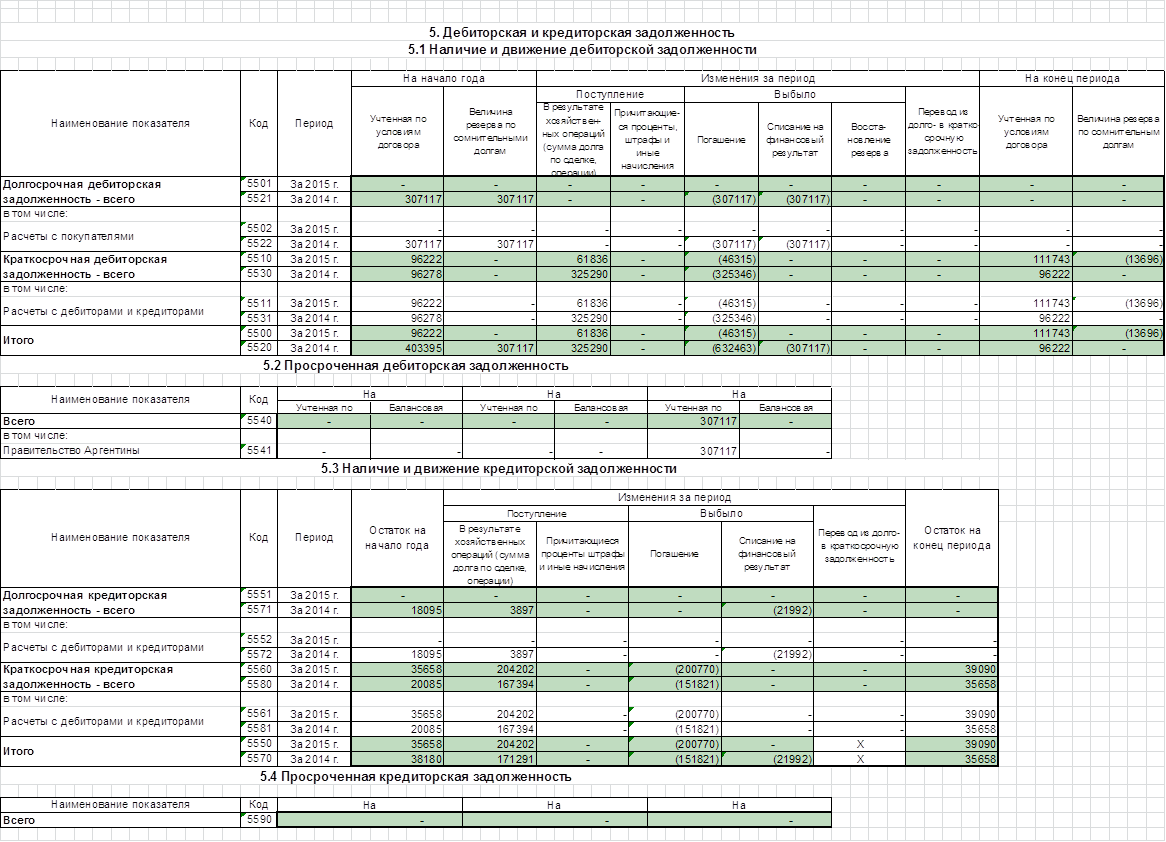 5. Дебиторская и кредиторская задолженность
5.1 Наличие и движение дебиторской задолженности
Наименование показателя Код Период На начало года Изменения за период На конец периода
Поступление Выбыло
Учтенная по условиям договора Величина резерва по сомнительными долгам В результате хозяйствен-ных операций (сумма долга по сделке, операции) Причитающие-ся проценты, штрафы и иные начисления Погашение Списание на финансовый результат Восста-новление резерва Перевод из долго- в кратко-срочную задолженность Учтенная по условиям договора Величина резерва по сомнительным долгам
Долгосрочная дебиторская 5501 За 2015 г. - - - - - - - - - -
задолженность - всего 5521 За 2014 г. 307117 307117 - - (307117) (307117) - - - -
в том числе:
Расчеты с покупателями
5502 За 2015 г. - - - - - - - - - -
5522 За 2014 г. 307117 307117 - - (307117) (307117) - - - -
Краткосрочная дебиторская 5510 За 2015 г. 96222 - 61836 - (46315) - - - 111743 (13696)
задолженность - всего 5530 За 2014 г. 96278 - 325290 - (325346) - - - 96222 -
в том числе:
Расчеты с дебиторами и кредиторами
5511 За 2015 г. 96222 - 61836 - (46315) - - - 111743 (13696)
5531 За 2014 г. 96278 - 325290 - (325346) - - - 96222 -
Итого
5500 За 2015 г. 96222 - 61836 - (46315) - - - 111743 (13696)
5520 За 2014 г. 403395 307117 325290 - (632463) (307117) - - 96222 -
5.2 Просроченная дебиторская задолженность
Наименование показателя Код На На На
Учтенная по Балансовая Учтенная по Балансовая Учтенная по Балансовая
Всего 5540 - - - - 307117 -
в том числе:
Правительство Аргентины 5541 - - - - 307117 -
5.3 Наличие и движение кредиторской задолженности
Наименование показателя Код Период Остаток на начало года Изменения за период Остаток на конец периода
Поступление Выбыло Перевод из долго- в краткосрочную задолженность
В результате хозяйственных операций (сумма долга по сделке, операции) Причитающиеся проценты штрафы и иные начисления Погашение Списание на финансовый результат
Долгосрочная кредиторская 5551 За 2015 г. - - - - - - -
задолженность - всего 5571 За 2014 г. 18095 3897 - - (21992) - -
в том числе:
Расчеты с дебиторами и кредиторами
5552 За 2015 г. - - - - - - -
5572 За 2014 г. 18095 3897 - - (21992) - -
Краткосрочная кредиторская 5560 За 2015 г. 35658 204202 - (200770) - - 39090
задолженность - всего 5580 За 2014 г. 20085 167394 - (151821) - - 35658
в том числе:
Расчеты с дебиторами и кредиторами
5561 За 2015 г. 35658 204202 - (200770) - - 39090
5581 За 2014 г. 20085 167394 - (151821) - - 35658
Итого
5550 За 2015 г. 35658 204202 - (200770) - X 39090
5570 За 2014 г. 38180 171291 - (151821) (21992) X 35658
5.4 Просроченная кредиторская задолженность
Наименование показателя Код На На На
Всего 5590 - - -